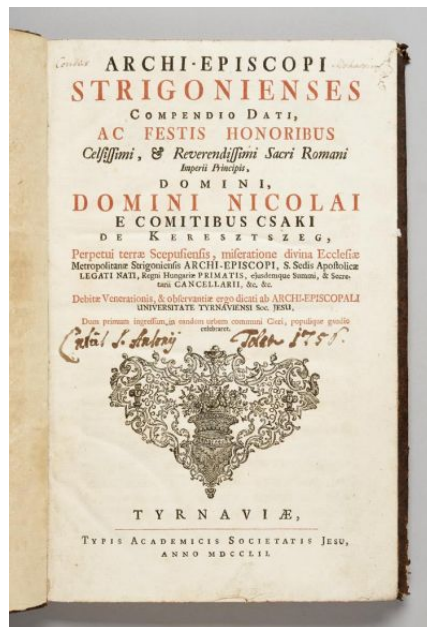 ARCHI-EPISCOPI
STRIGONIENSES
COMPENDIO DATI,
AC FESTIS HONORIBUS
Celsissimi, & Reverendissimi Sacri Romani
Imperii Principis,
DOMINI,
DOMINI NICOLAI
E COMITIBUS CSAKI
DE KERESZTSZEG,
Perpetui terræ Scepusiensis, miseratione divina Ecclesiæ
Metropolitanæ Strigoniensis ARCHI-EPISCOPI, S. Sedis Apostolicæ
LEGATI NATI, Regni Hungariæ PRIMATIS, ejusdemque Summi, & Secre-
tarii CANCELLARII, &c. &c.
Debitæ Venerationis, & observantiæ ergo dicati ab ARCHI-EPISCOPALI
UNIVERSITATE TYRNAVIENSI Soc. JESU,
Dum primum ingressum, in eandem urbem communi Cleri, populique gaudio
celebraret.
S. Antonij 1756.
TYRNAVIÆ,
TYPIS ACADEMICIS SOCIETATIS JESU,
ANNO MDCCLII.